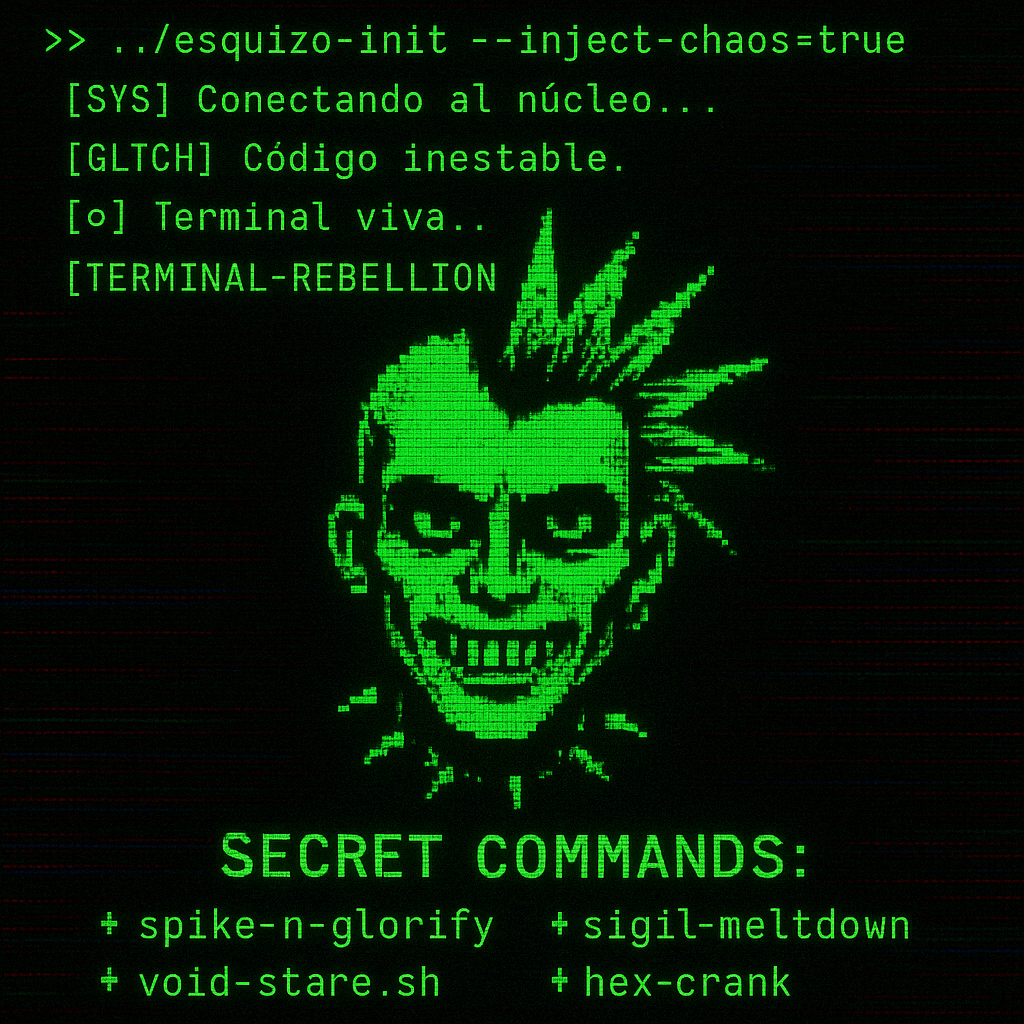 >> ../esquizo-init --inject-chaos=true
[SYS] Conectando al núcleo...
[GLTCH] Código inestable.
[o] Terminal viva..
[TERMINAL-REBELLION
SECRET COMMANDS:
‡ spike-n-glorify ‡ sigil-meltdown
‡ void-stare.sh ‡ hex-crank